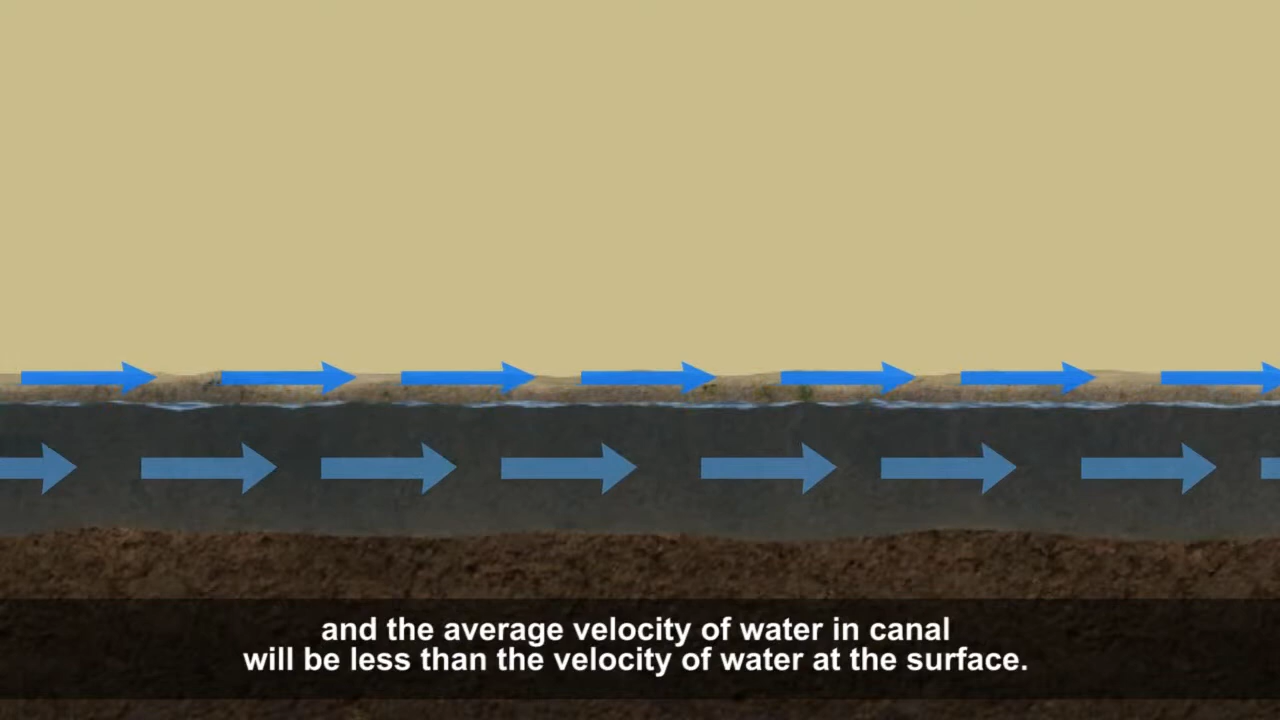 and the average velocity of water in canal
will be less than the velocity of water at the surface.